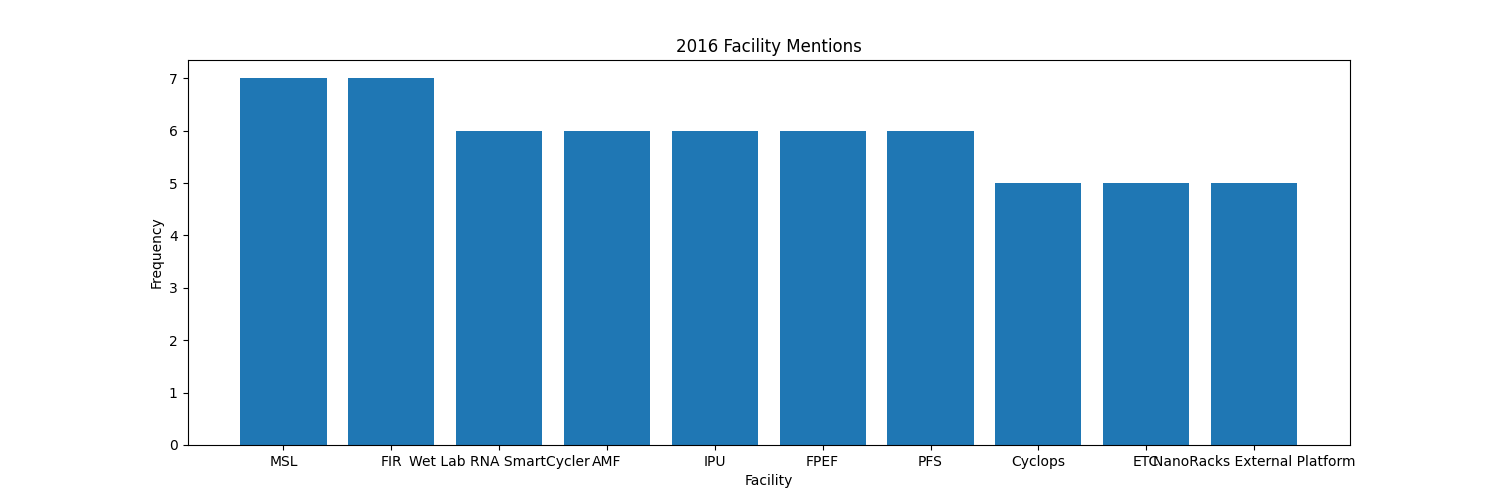 2016 Facility Mentions
Frequency
7
6
5
4
3
2
1
0
MSL FIR Wet Lab RNA SmartCycler AMF IPU FPEF PFS Cyclops ETC NanoRacks External Platform
Facility